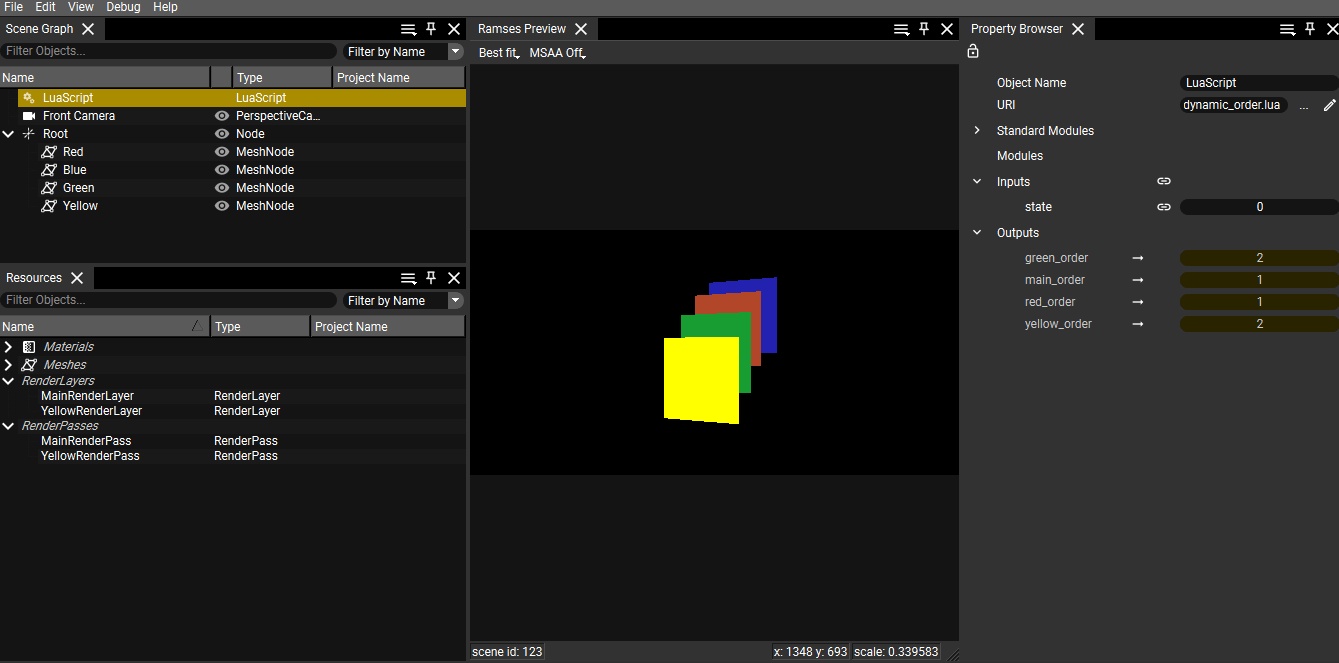 File Edit View Debug Help
Scene Graph
Filter Objects... Filter by Name
Name Type Project Name
LuaScript LuaScript
Front Camera PerspectiveCa...
Root Node
Red MeshNode
Blue MeshNode
Green MeshNode
Yellow MeshNode
Resources
Filter Objects... Filter by Name
Name Type Project Name
Materials
Meshes
RenderLayers
MainRenderLayer RenderLayer
YellowRenderLayer RenderLayer
RenderPasses
MainRenderPass RenderPass
YellowRenderPass RenderPass
Ramses Preview
Best fit MSAA Off
scene id: 123 x: 1348 y: 693 scale: 0.339583
Property Browser
Object Name LuaScript
URI dynamic_order.lua ...
Standard Modules
Modules
Inputs
state 0
Outputs
green_order 2
main_order 1
red_order 1
yellow_order 2